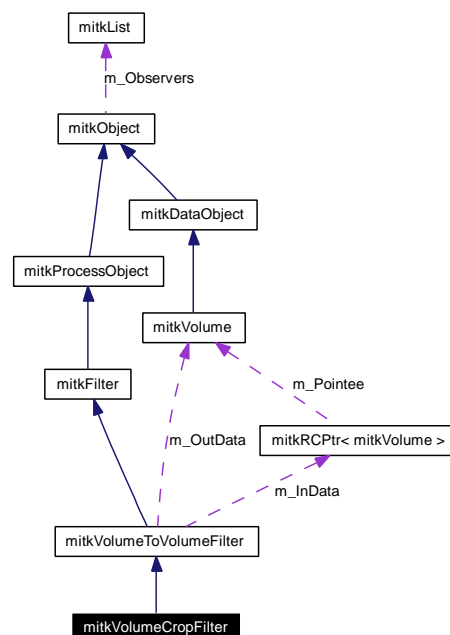 mitkList
m_Observers
mitkObject
mitkDataObject
mitkProcessObject
mitkVolume
mitkFilter
m_Pointee
m_OutData
mitkRCPtr< mitkVolume >
m_InData
mitkVolumeToVolumeFilter
mitkVolumeCropFilter